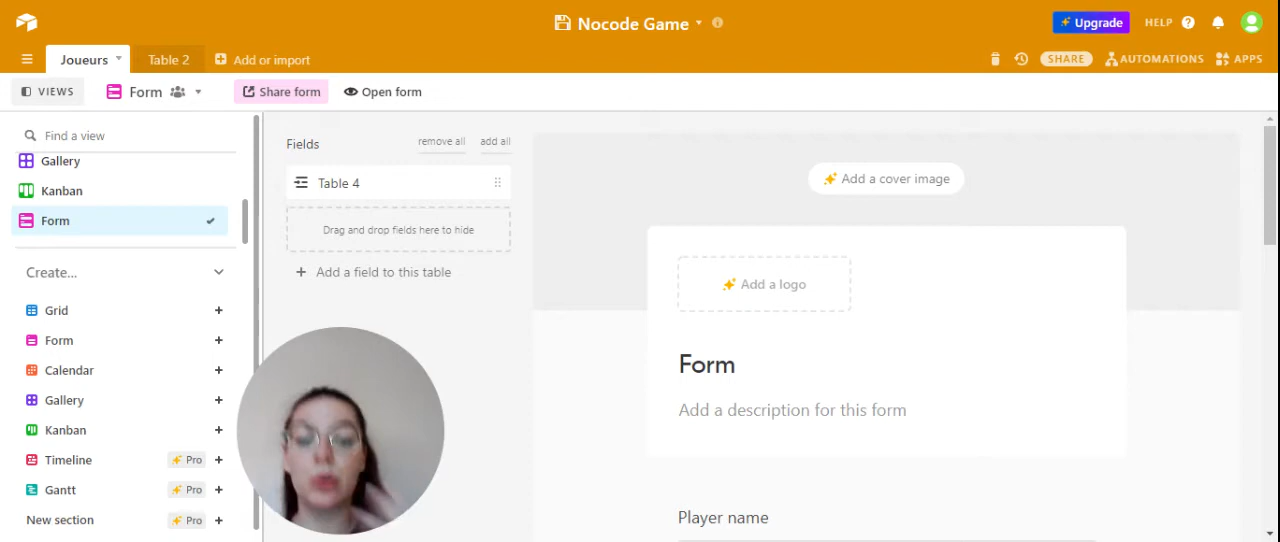 Nocode Game
Upgrade
HELP
Joueurs
Table 2
Add or import
SHARE
AUTOMATIONS
APPS
VIEWS
Form
Share form
Open form
Find a view
Gallery
Kanban
Form
Create...
Grid
Form
Calendar
Gallery
Kanban
Timeline
Pro
Gantt
Pro
New section
Pro
Fields
remove all
add all
Table 4
Drag and drop fields here to hide
Add a field to this table
Add a cover image
Add a logo
Form
Add a description for this form
Player name